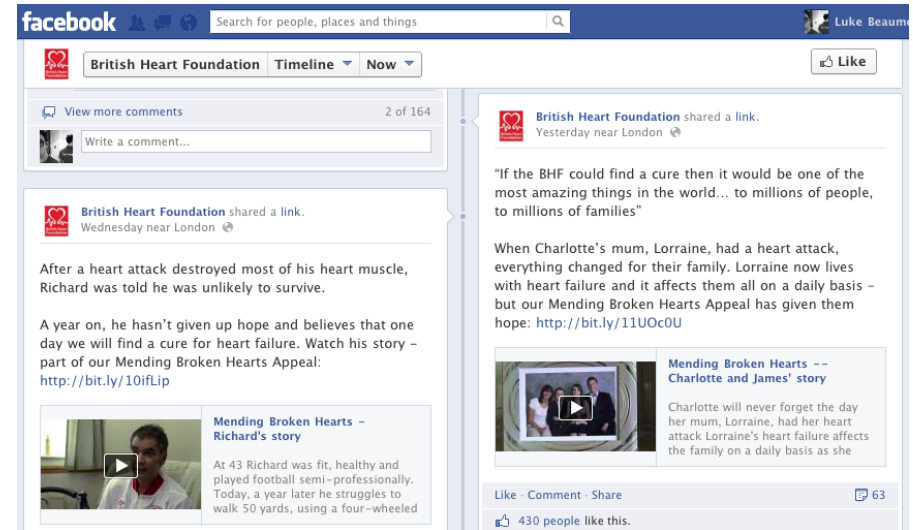 facebook
Search for people, places and things
Luke Beaume
British Heart Foundation
Timeline
Now
Like
View more comments
2 of 164
Write a comment...
British Heart Foundation shared a link.
Wednesday near London
After a heart attack destroyed most of his heart muscle,
Richard was told he was unlikely to survive.
A year on, he hasn't given up hope and believes that one
day we will find a cure for heart failure. Watch his story –
part of our Mending Broken Hearts Appeal:
http://bit.ly/10ifLip
Mending Broken Hearts –
Richard's story
At 43 Richard was fit, healthy and
played football semi-professionally.
Today, a year later he struggles to
walk 50 yards, using a four-wheeled
British Heart Foundation shared a link.
Yesterday near London
“If the BHF could find a cure then it would be one of the
most amazing things in the world... to millions of people,
to millions of families”
When Charlotte's mum, Lorraine, had a heart attack,
everything changed for their family. Lorraine now lives
with heart failure and it affects them all on a daily basis –
but our Mending Broken Hearts Appeal has given them
hope: http://bit.ly/11UOc0U
Mending Broken Hearts --
Charlotte and James' story
Charlotte will never forget the day
her mum, Lorraine, had her heart
attack Lorraine's heart failure affects
the family on a daily basis as she
Like · Comment · Share
63
430 people like this.